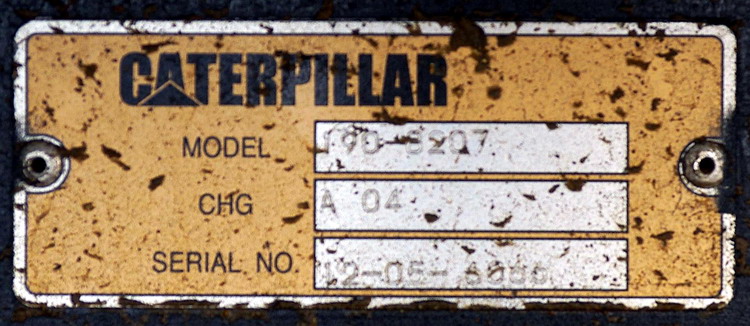 CATERPILLAR
MODEL 190-8207
CHG A 04
SERIAL NO.